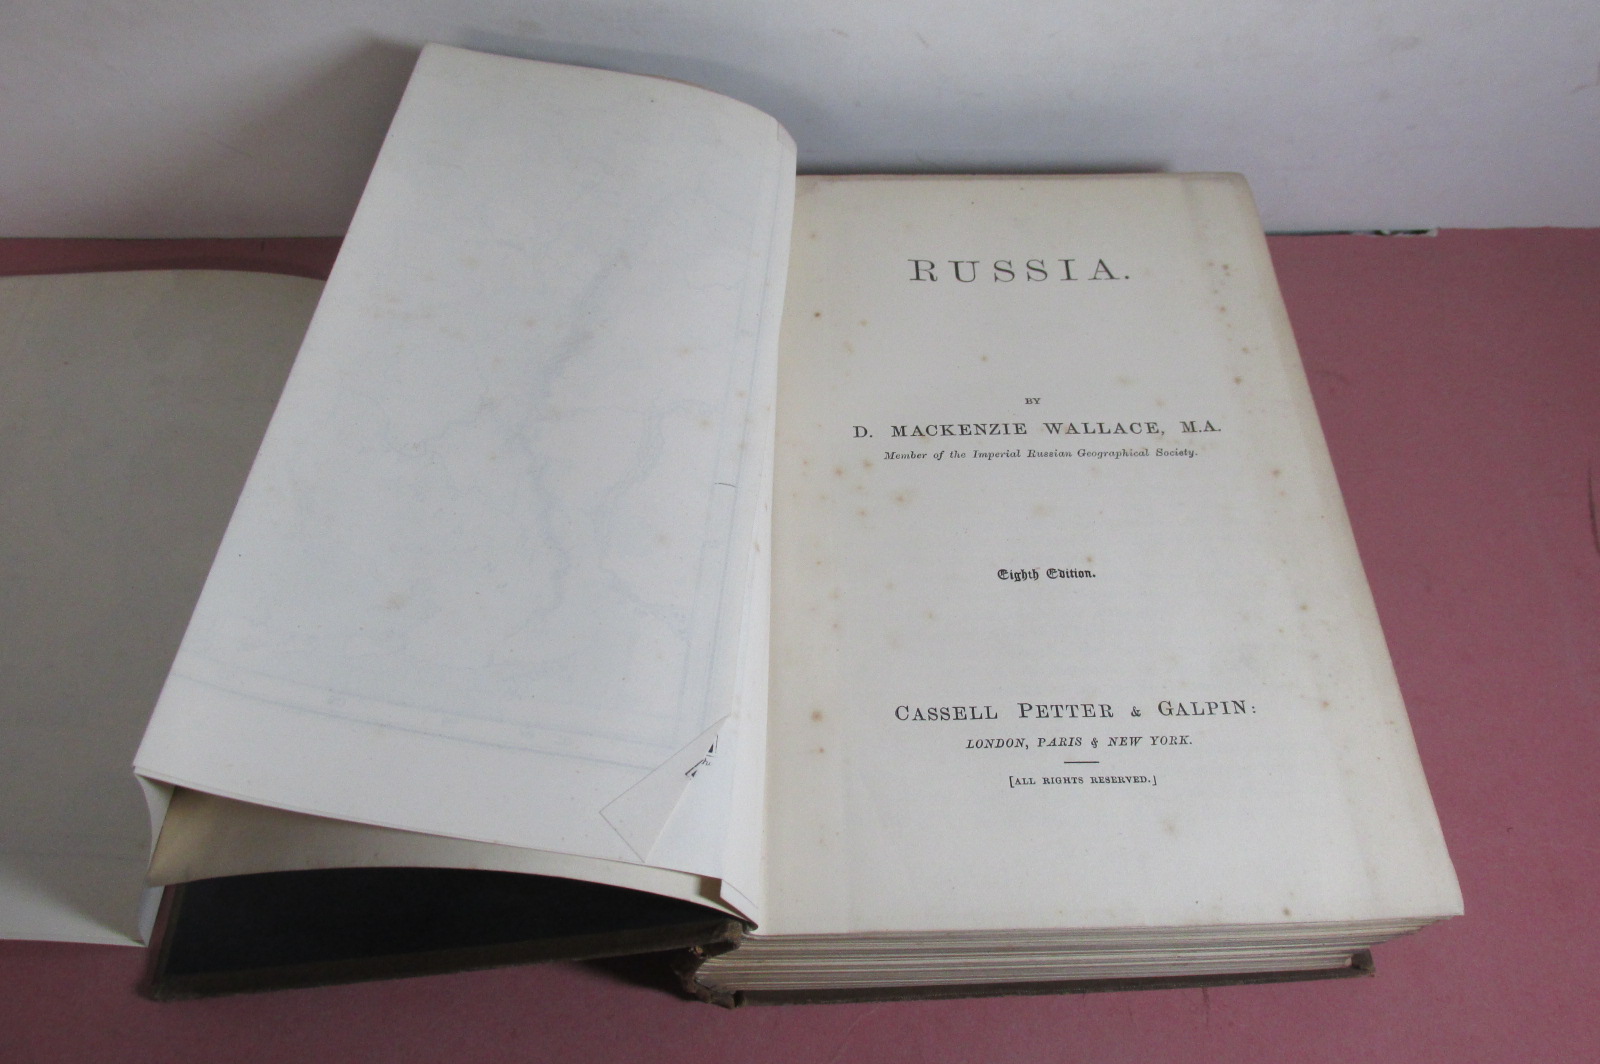 RUSSIA.
BY
D. MACKENZIE WALLACE, M.A.
Member of the Imperial Russian Geographical Society.
Eighth Edition.
CASSELL PETTER & GALPIN:
LONDON, PARIS & NEW YORK.
[ALL RIGHTS RESERVED.]